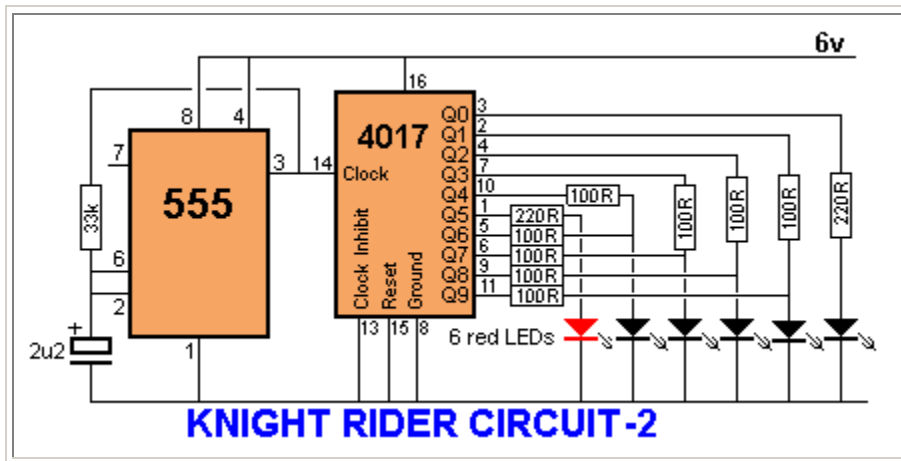 6v
16
8
4
3
Q0
3
Q1
2
4017
Q2
4
Q3
7
7
3
14
Clock
Q4
10
100R
555
Q5
1
220R
33k
Q6
5
100R
Q7
6
100R
Q8
9
100R
Q9
11
100R
100R
100R
100R
220R
6
2
Clock Inhibit
Reset
Ground
13
15
8
+
2u2
1
6 red LEDs
KNIGHT RIDER CIRCUIT-2